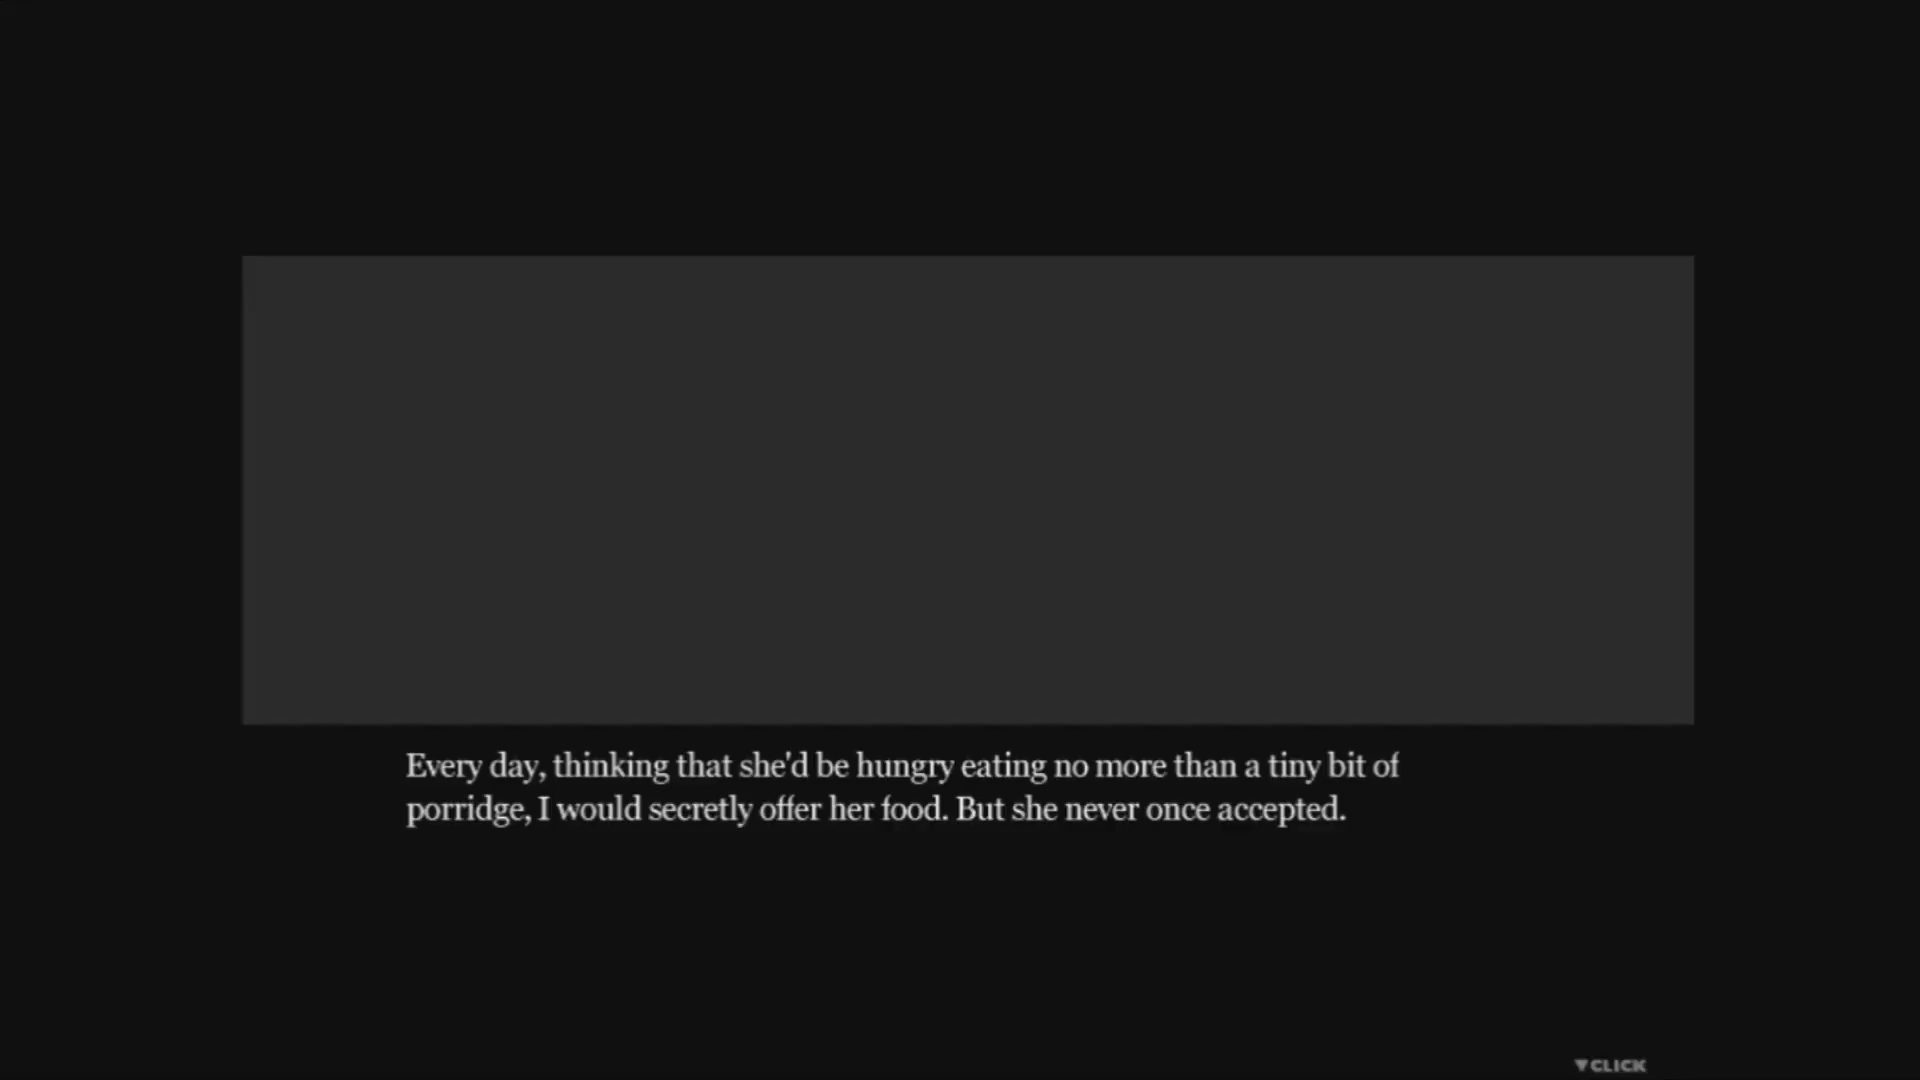 Every day, thinking that she'd be hungry eating no more than a tiny bit of
porridge, I would secretly offer her food. But she never once accepted.
▼CLICK